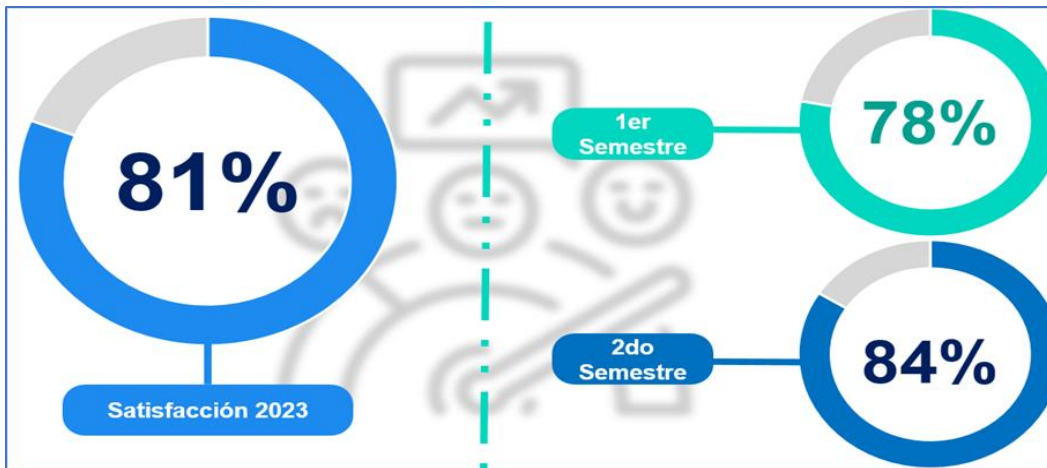 81%
Satisfacción 2023
1er
Semestre
78%
2do
Semestre
84%